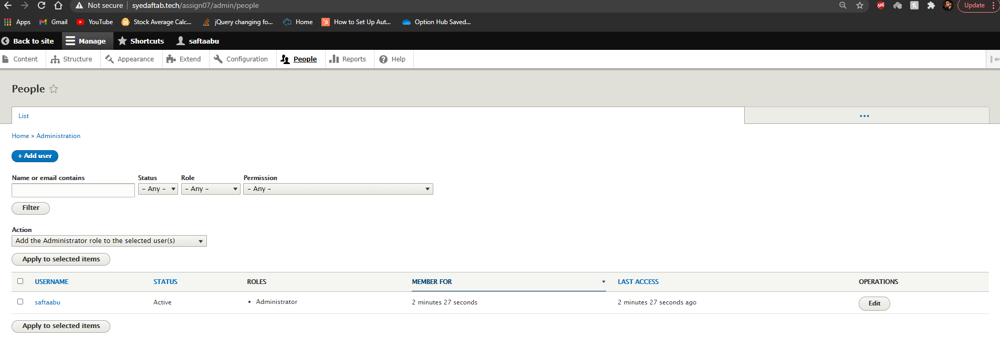 Not secure syedaftab.tech/assign07/admin/people Update
Apps Gmail YouTube Stock Average Calc... jQuery changing fo... Home How to Set Up Aut... Option Hub Saved...
Back to site Manage Shortcuts saftaabu
Content Structure Appearance Extend Configuration People Reports Help
People
List •••
Home » Administration
+ Add user
Name or email contains Status Role Permission
- Any - - Any - - Any -
Filter
Action
Add the Administrator role to the selected user(s)
Apply to selected items
USERNAME STATUS ROLES MEMBER FOR LAST ACCESS OPERATIONS
saftaabu Active • Administrator 2 minutes 27 seconds 2 minutes 27 seconds ago Edit
Apply to selected items